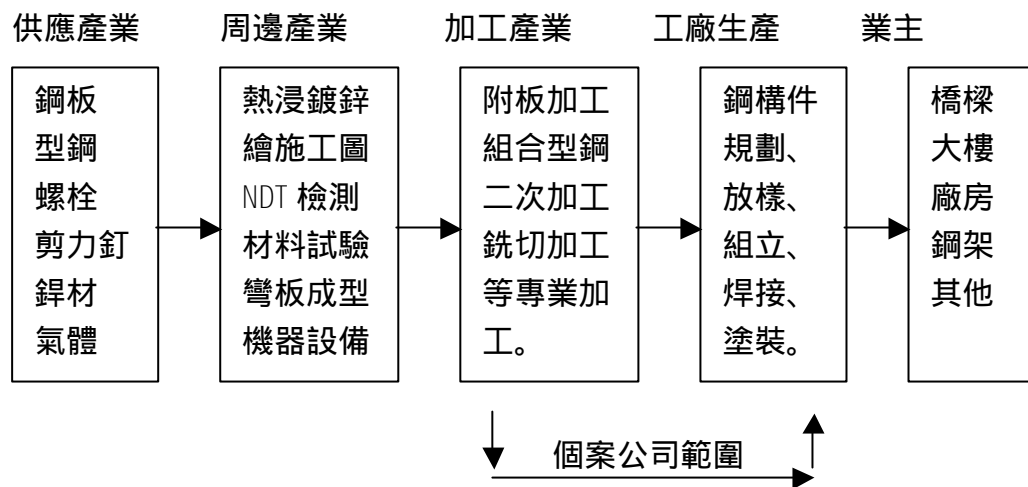 供應產業
周邊產業
加工產業
工廠生產
業主
鋼板
型鋼
螺栓
剪力釘
銲材
氣體
熱浸鍍鋅
繪施工圖
NDT 檢測
材料試驗
彎板成型
機器設備
附板加工
組合型鋼
二次加工
銑切加工
等專業加
工。
鋼構件
規劃、
放樣、
組立、
焊接、
塗裝。
橋樑
大樓
廠房
鋼架
其他
個案公司範圍